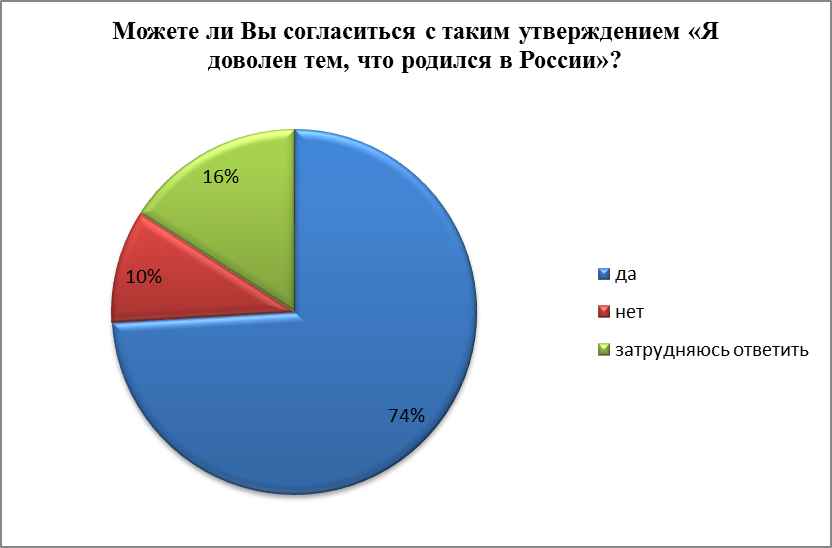 Можете ли Вы согласиться с таким утверждением «Я
доволен тем, что родился в России»?
16%
10%
74%
да
нет
затрудняюсь ответить